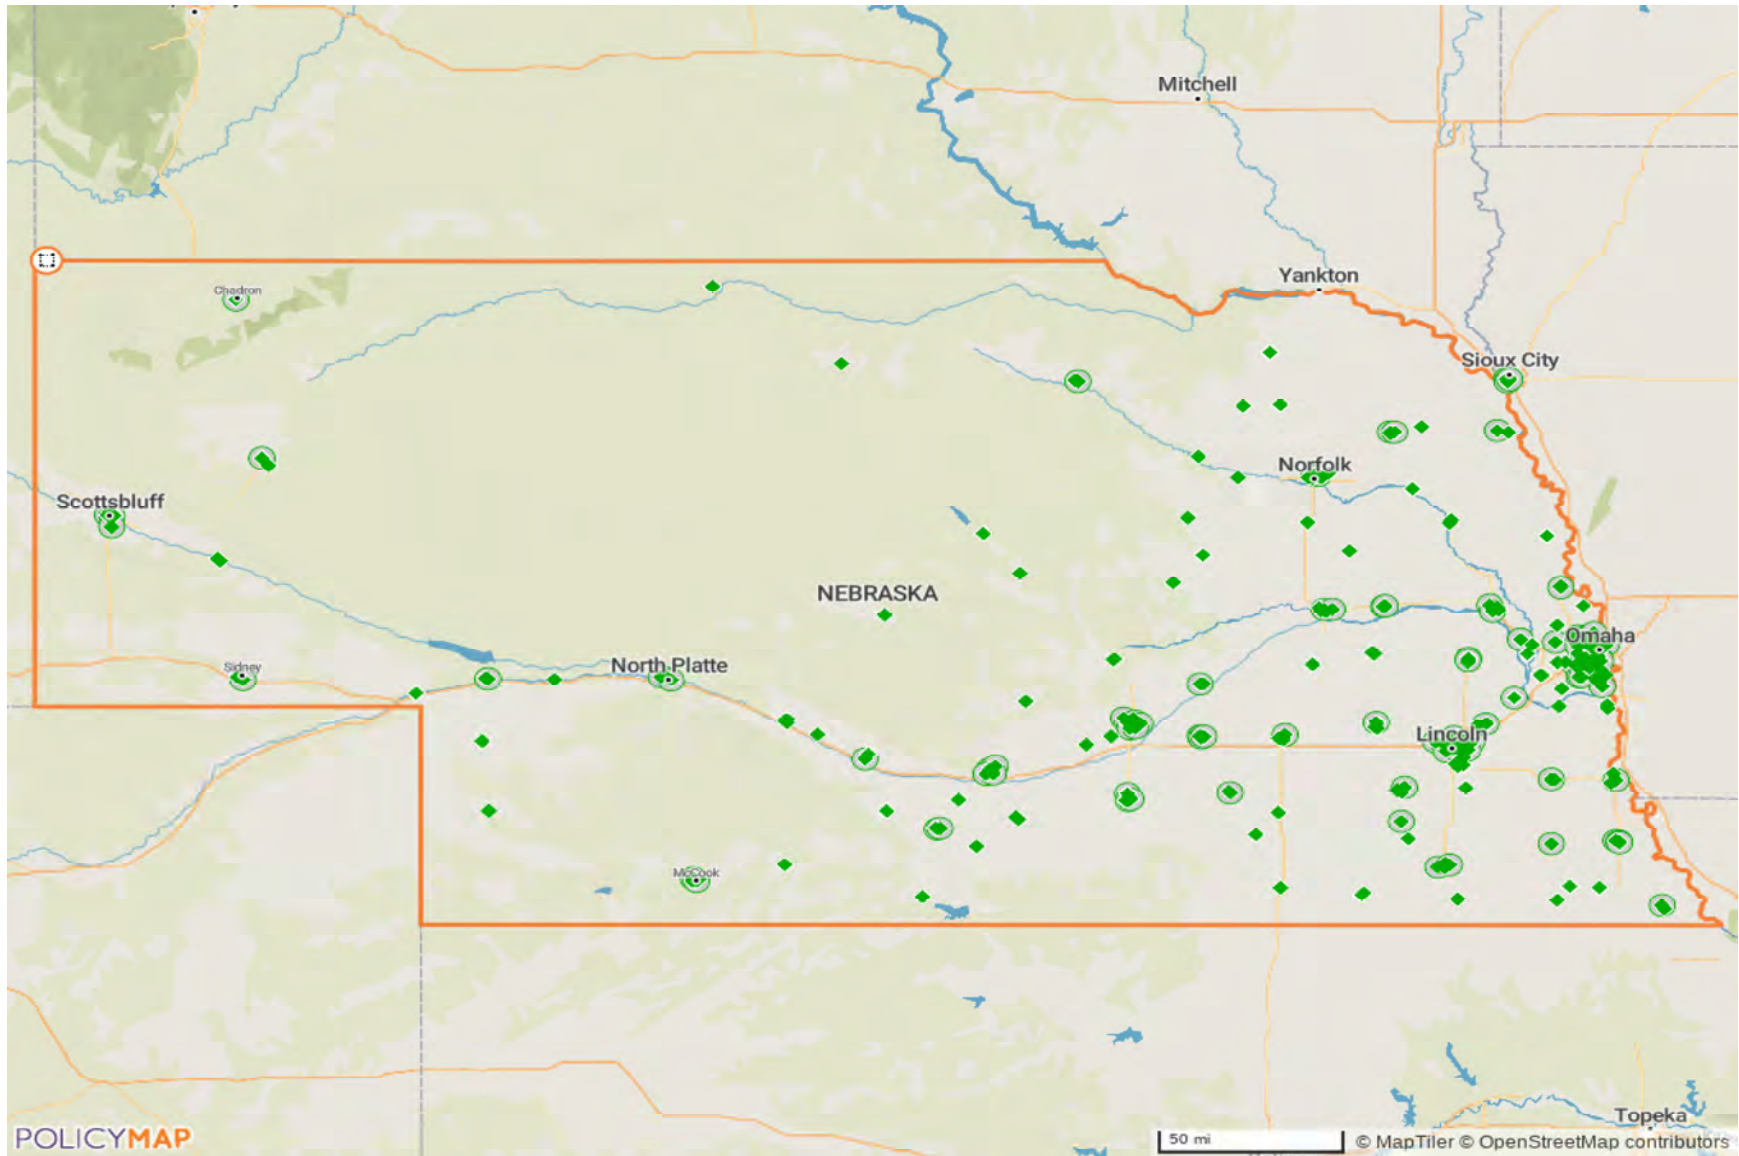 Mitchell
Yankton
Chadron
Sioux City
Norfolk
Scottsbluff
NEBRASKA
Omaha
North Platte
Sidney
Lincoln
McCook
Topeka
POLICYMAP
50 mi
© MapTiler © OpenStreetMap contributors